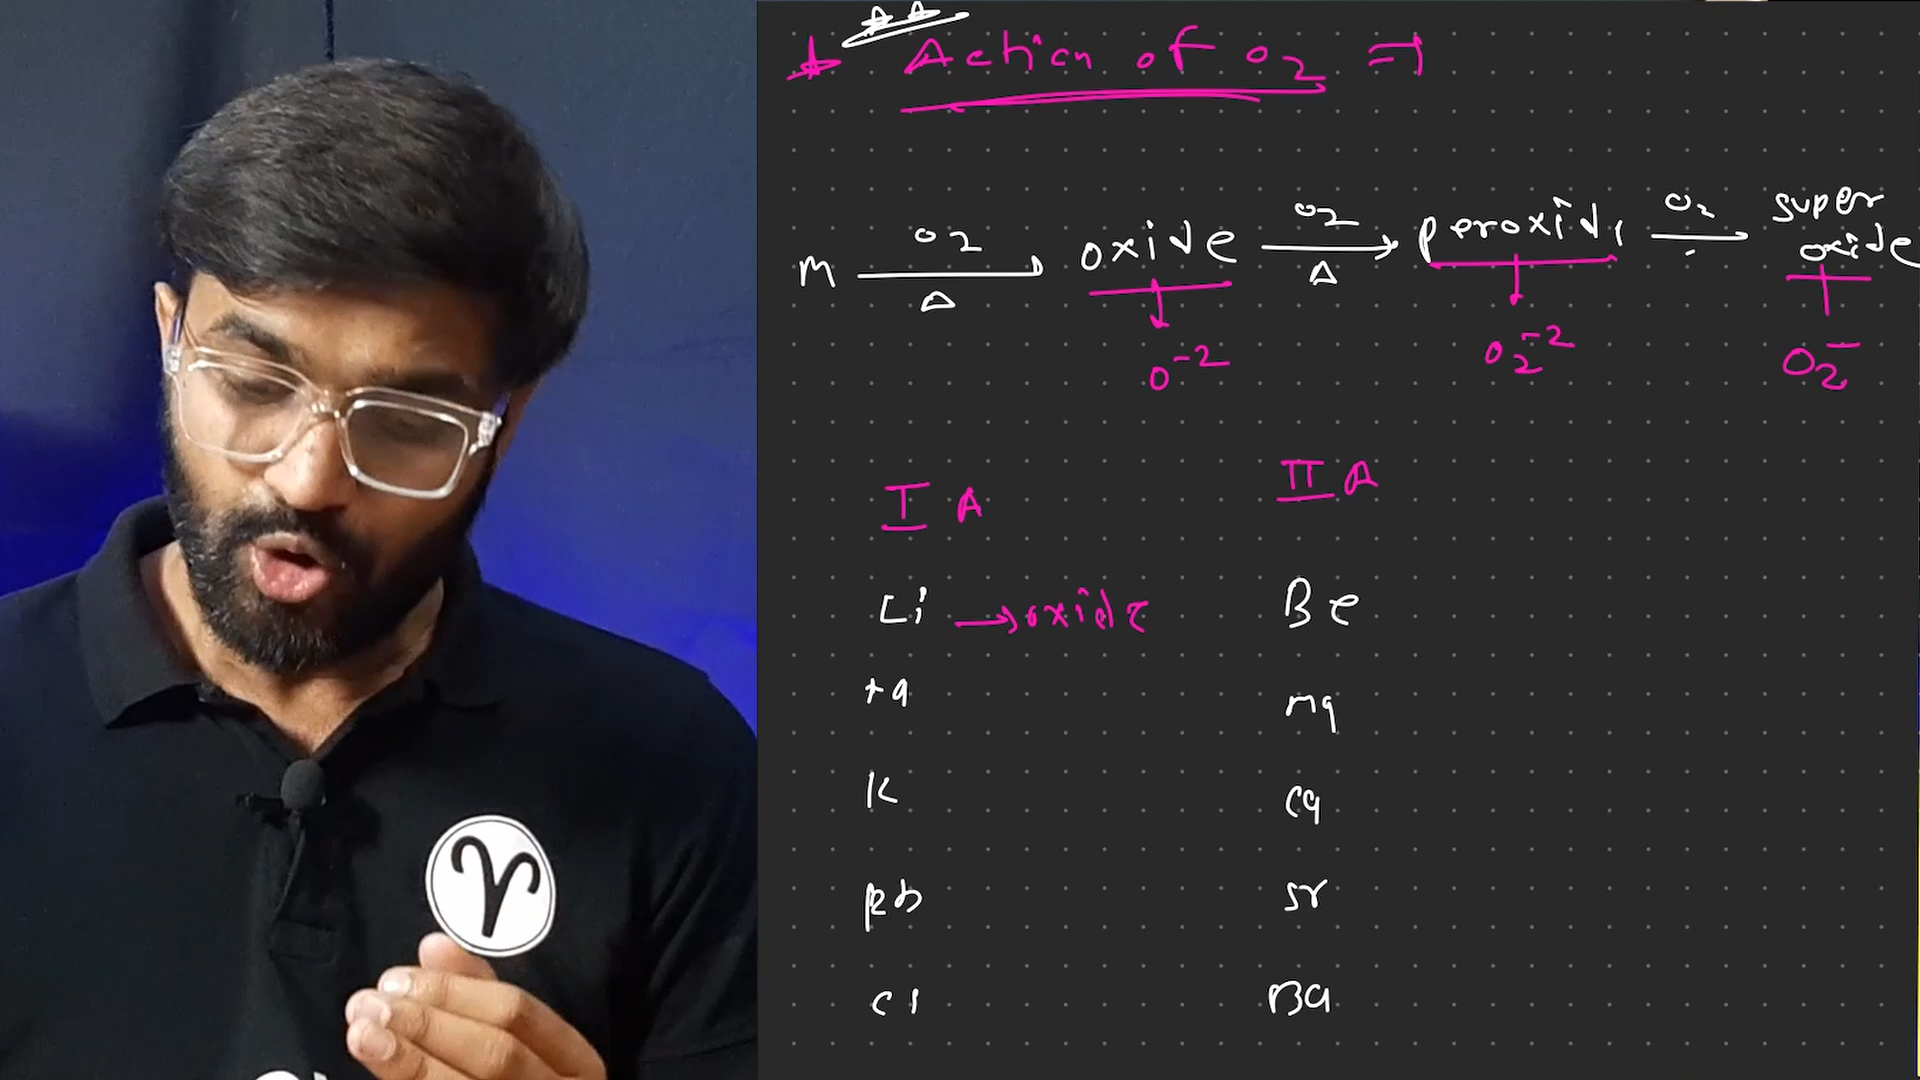 Action of O2 ⇒
M O2 → Δ oxide O2 → Δ peroxide O2 → super oxide
O-2 O2-2 O2-
I A II A
Li → oxide Be
Na Mg
K Ca
Rb Sr
Cs Ba